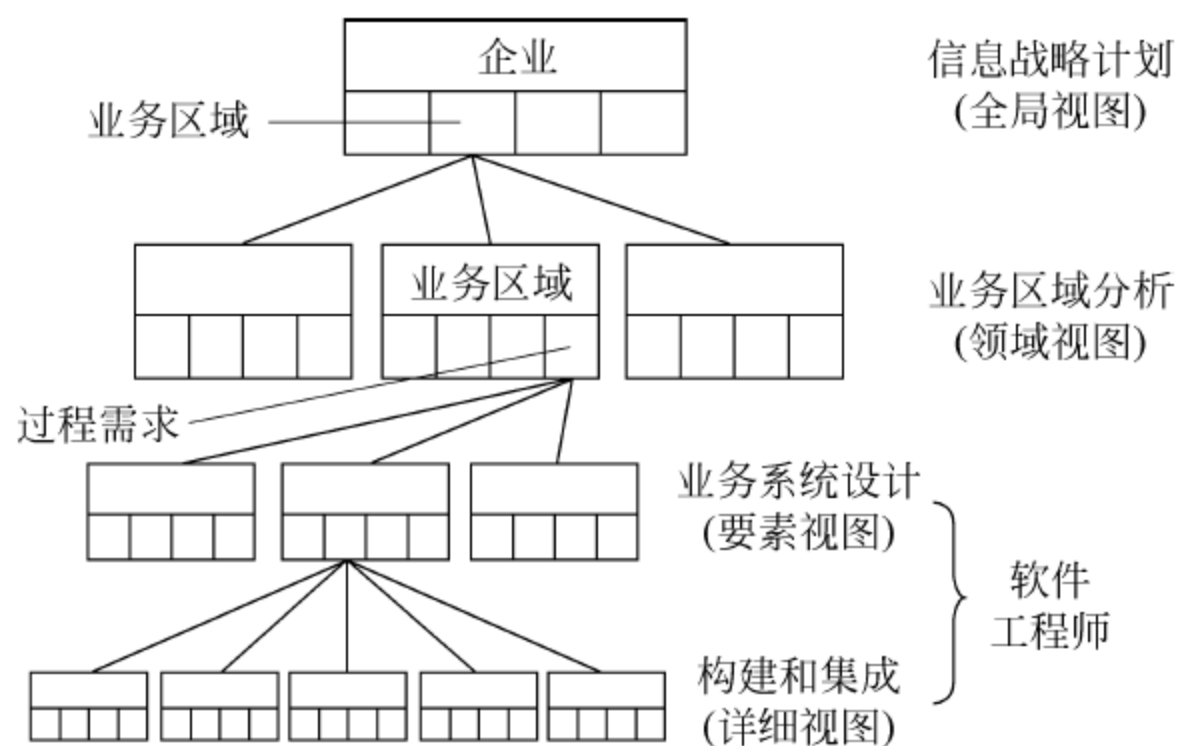 企业
信息战略计划
(全局视图)
业务区域
业务区域
业务区域分析
(领域视图)
过程需求
业务系统设计
(要素视图)
软件
工程师
构建和集成
(详细视图)